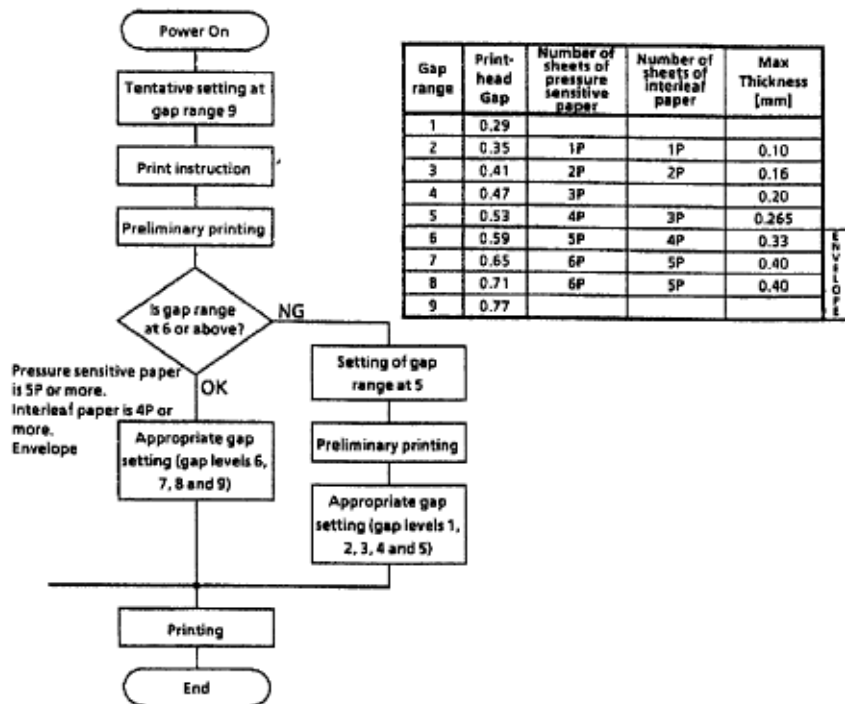 Power On
Tentative setting at
gap range 9
Print instruction
Preliminary printing
Is gap range
at 6 or above?
NG
OK
Pressure sensitive paper
is 5P or more.
Interleaf paper is 4P or
more.
Envelope
Appropriate gap
setting (gap levels 6,
7, 8 and 9)
Setting of gap
range at 5
Preliminary printing
Appropriate gap
setting (gap levels 1,
2, 3, 4 and 5)
Printing
End
Gap range Print-head Gap Number of sheets of pressure sensitive paper Number of sheets of interleaf paper Max Thickness [mm]
1 0.29
2 0.35 1P 1P 0.10
3 0.41 2P 2P 0.16
4 0.47 3P 0.20
5 0.53 4P 3P 0.265
6 0.59 5P 4P 0.33
7 0.65 6P 5P 0.40
8 0.71 6P 5P 0.40
9 0.77
ENVELOPE